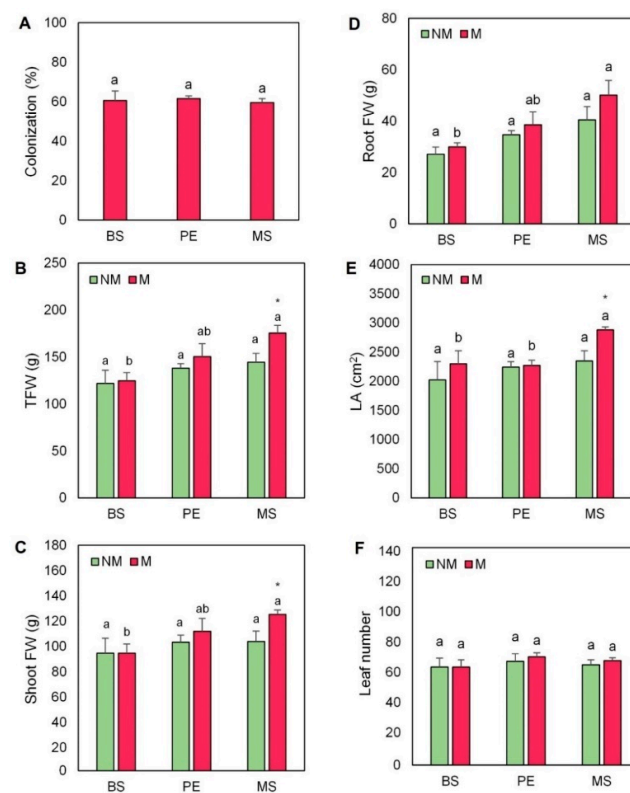 A
100
80
60
40
20
0
Colonization (%)
a a a
BS PE MS
B
NM M
250
200
150
100
50
0
TFW (g)
a b a ab a a *
BS PE MS
C
NM M
180
160
140
120
100
80
60
40
20
0
Shoot FW (g)
a b a ab a a *
BS PE MS
D
NM M
80
60
40
20
0
Root FW (g)
a b a ab a a
BS PE MS
E
NM M
4000
3500
3000
2500
2000
1500
1000
500
0
LA (cm²)
a b a b a a *
BS PE MS
F
NM M
140
120
100
80
60
40
20
0
Leaf number
a a a a a a
BS PE MS